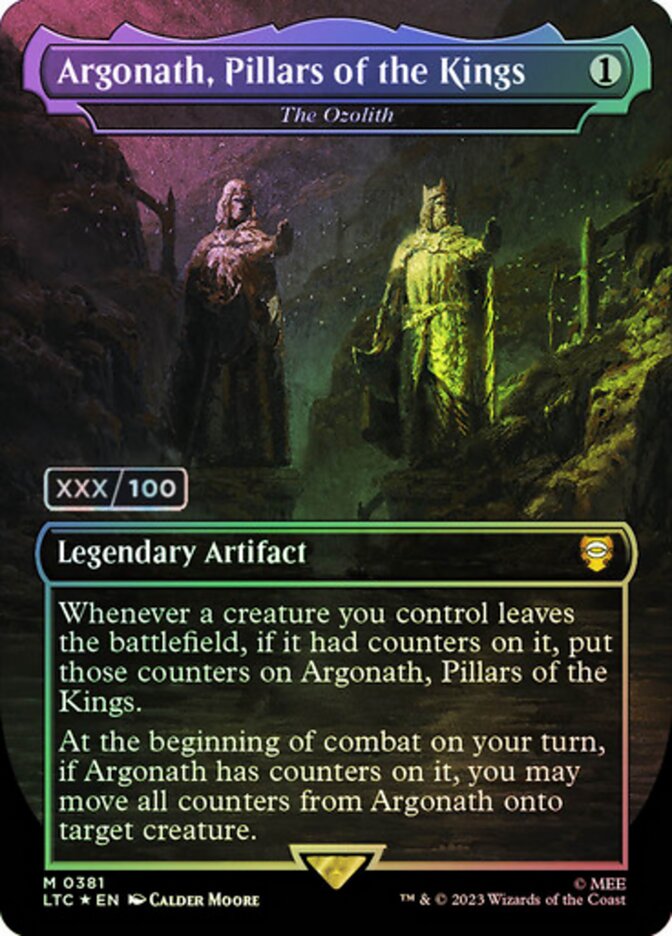 Argonath, Pillars of the Kings 1
The Ozolith
XXX/100
Legendary Artifact
Whenever a creature you control leaves
the battlefield, if it had counters on it, put
those counters on Argonath, Pillars of the
Kings.
At the beginning of combat on your turn,
if Argonath has counters on it, you may
move all counters from Argonath onto
target creature.
M 0381 © MEE
LTC ★ EN CALDER MOORE ™ & © 2023 Wizards of the Coast